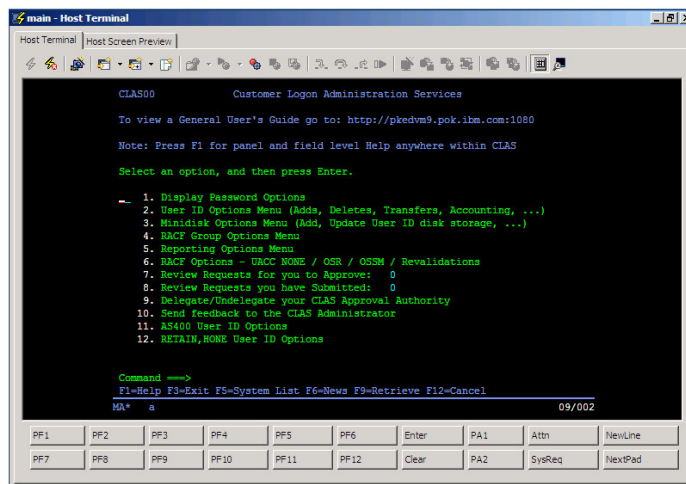 main - Host Terminal
Host Terminal Host Screen Preview
CLAS00 Customer Logon Administration Services
To view a General User's Guide go to: http://pkedvm9.pok.ibm.com:1080
Note: Press F1 for panel and field level Help anywhere within CLAS
Select an option, and then press Enter.
1. Display Password Options
2. User ID Options Menu (Adds, Deletes, Transfers, Accounting, ...)
3. Minidisk Options Menu (Add, Update User ID disk storage, ...)
4. RACF Group Options Menu
5. Reporting Options Menu
6. RACF Options - UACC NONE / OSR / OSSM / Revalidations
7. Review Requests for you to Approve: 0
8. Review Requests you have Submitted: 0
9. Delegate/Undelegate your CLAS Approval Authority
10. Send feedback to the CLAS Administrator
11. AS400 User ID Options
12. RETAIN,HONE User ID Options
Command ===>
F1=Help F3=Exit F5=System List F6=News F9=Retrieve F12=Cancel
MA* a 09/002
PF1 PF2 PF3 PF4 PF5 PF6 Enter PA1 Attn NewLine
PF7 PF8 PF9 PF10 PF11 PF12 Clear PA2 SysReq NextPad